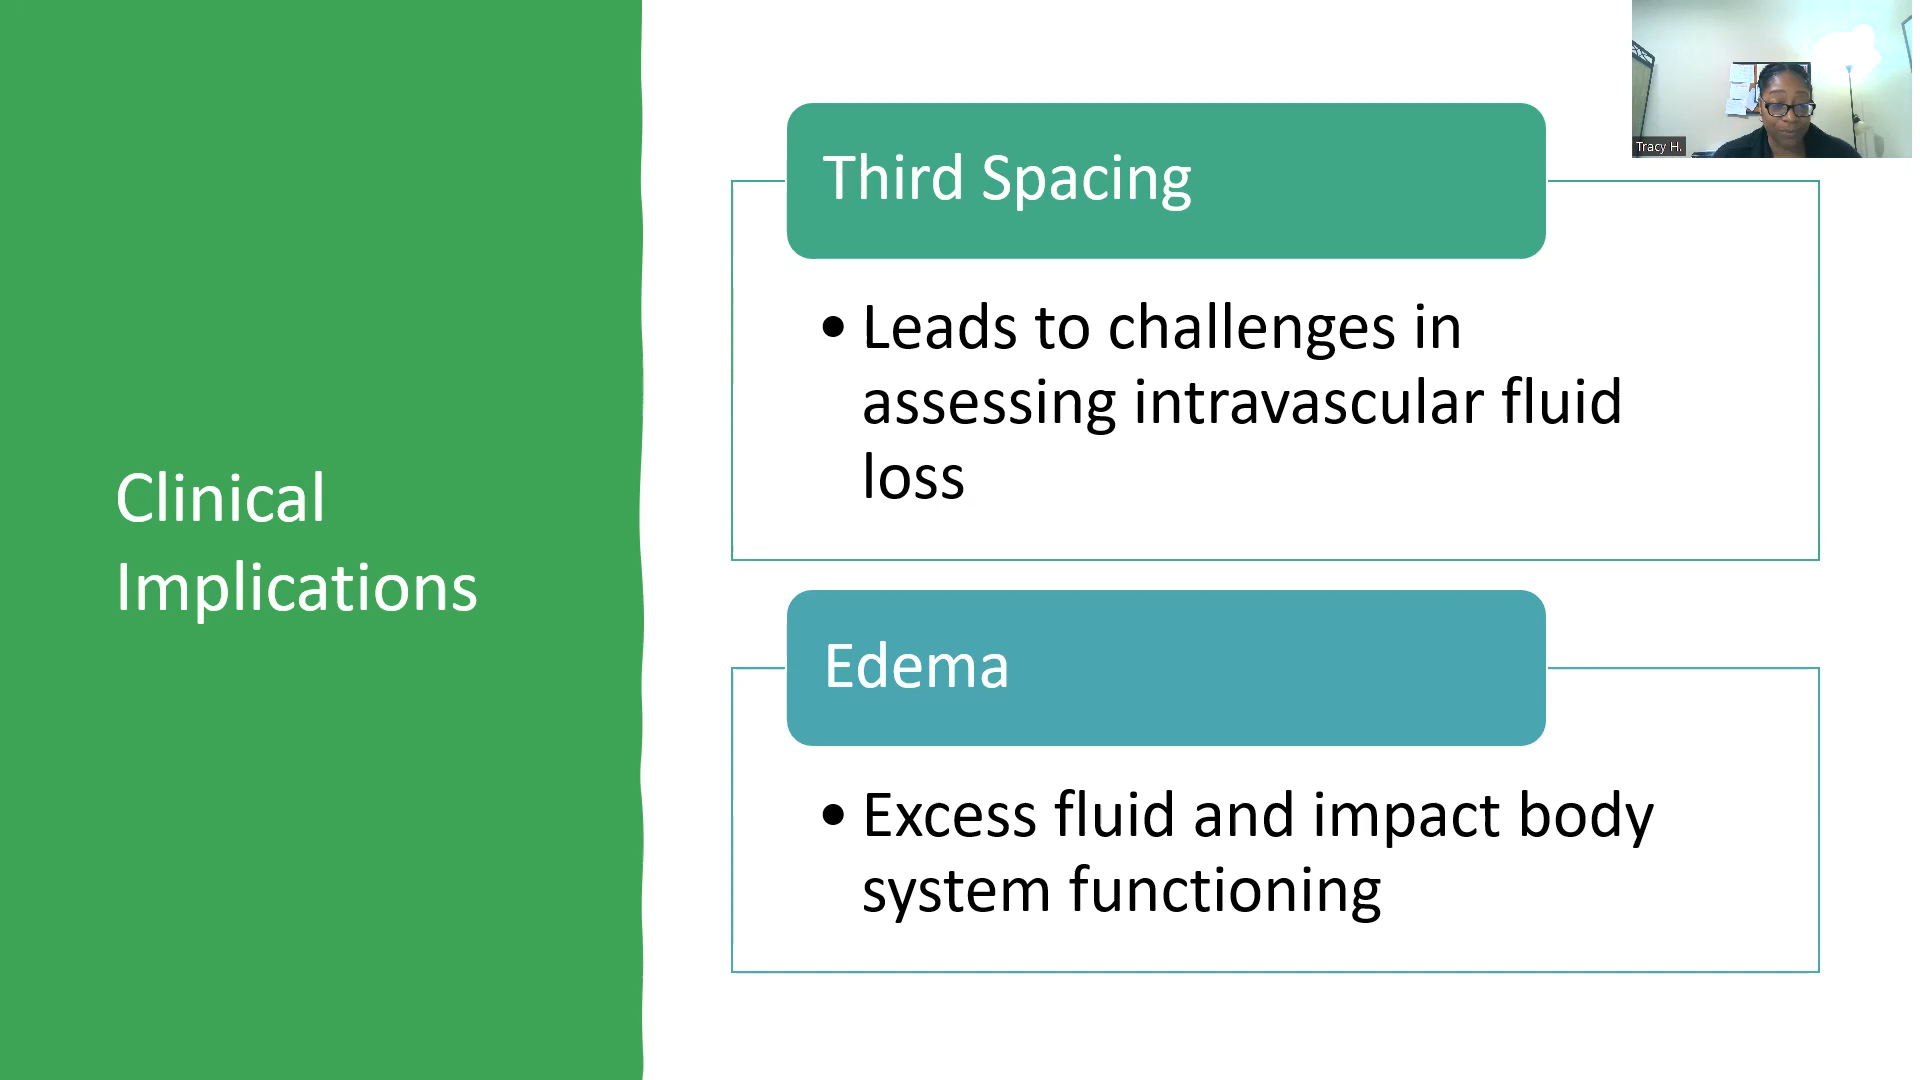 Clinical
Implications
Third Spacing
• Leads to challenges in
assessing intravascular fluid
loss
Edema
• Excess fluid and impact body
system functioning
Tracy H.